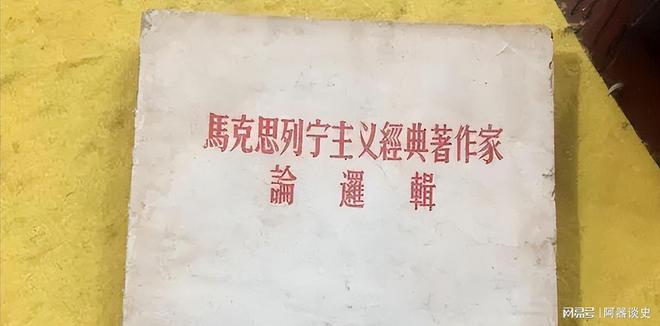 馬克思列宁主义經典著作家
論邏輯
网易号 | 阿器谈史